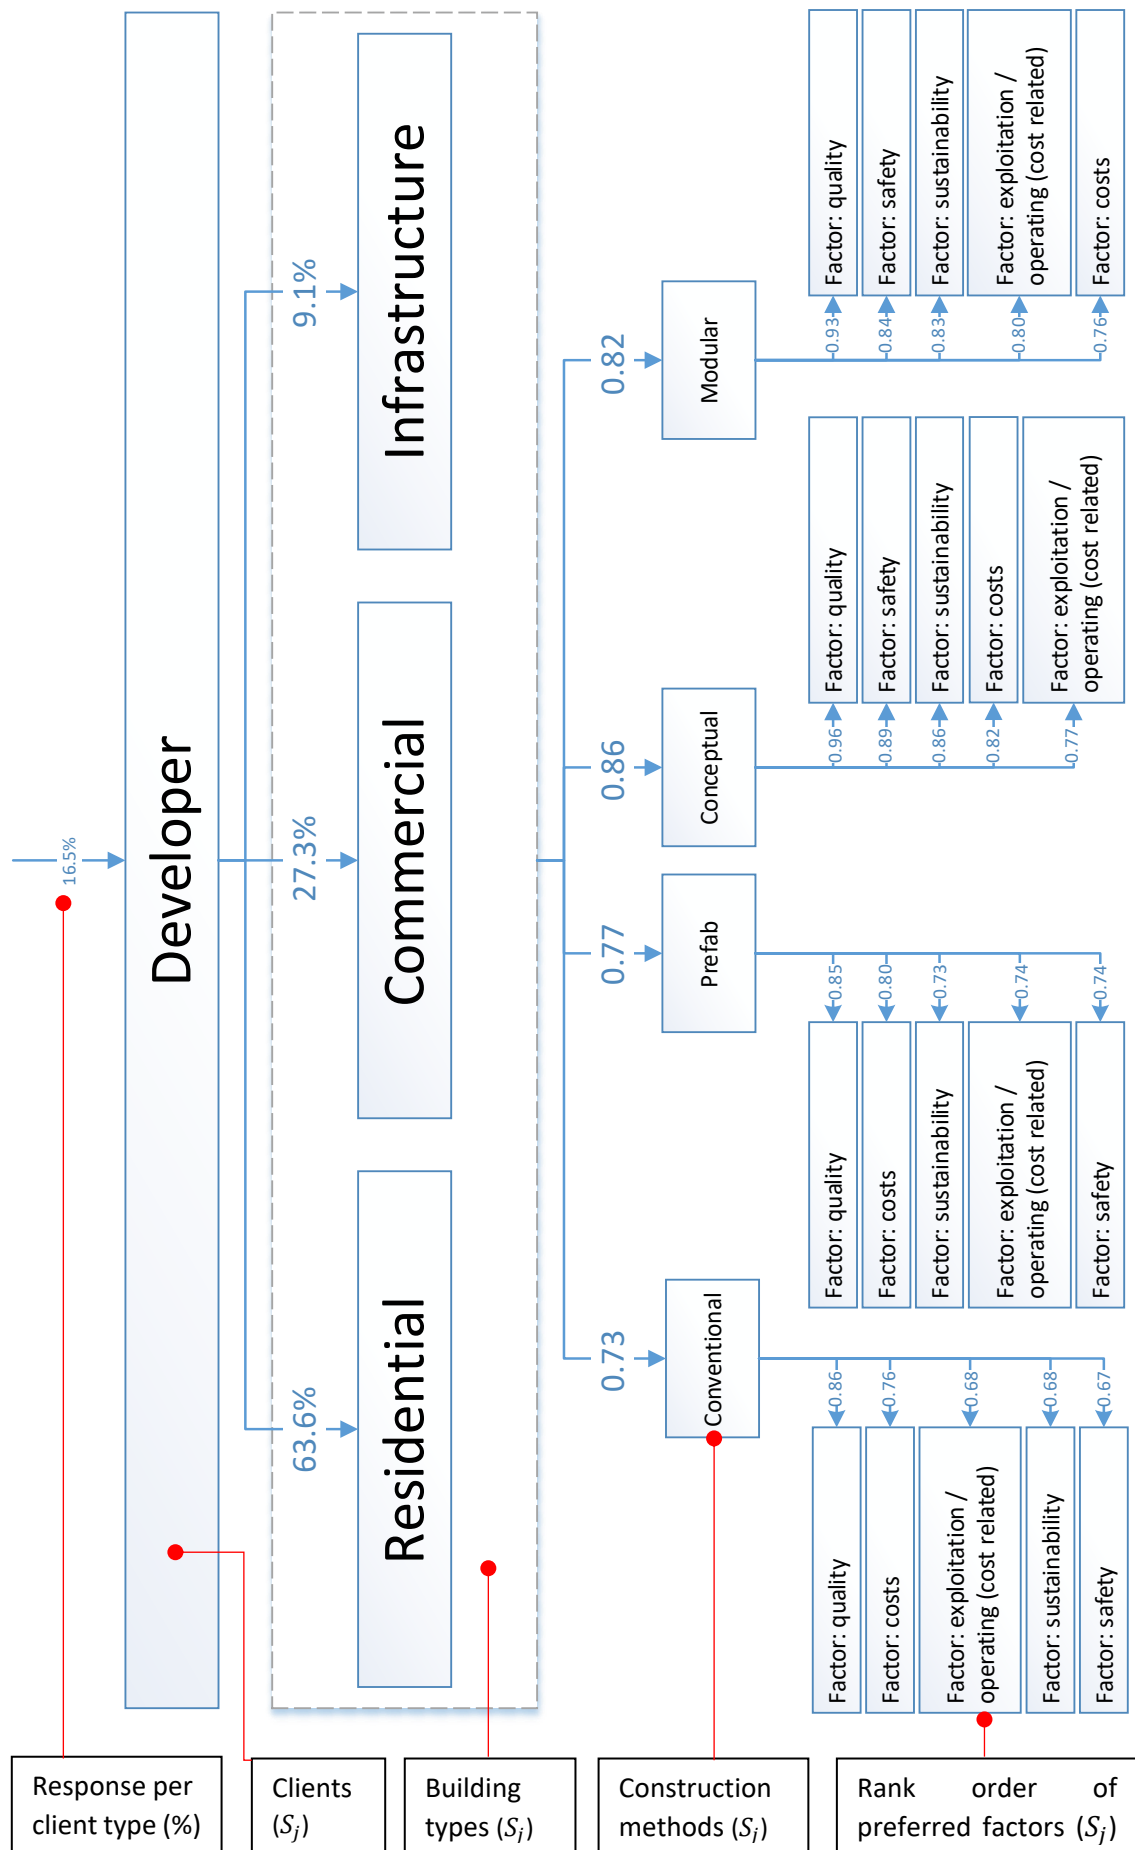 16.5%
Developer
63.6%
27.3%
9.1%
Residential
Commercial
Infrastructure
0.73
0.77
0.86
0.82
Conventional
Prefab
Conceptual
Modular
0.86
Factor: quality
0.76
Factor: costs
0.68
Factor: exploitation /
operating (cost related)
0.68
Factor: sustainability
0.67
Factor: safety
0.85
Factor: quality
0.80
Factor: costs
0.73
Factor: sustainability
0.74
Factor: exploitation /
operating (cost related)
0.74
Factor: safety
0.96
Factor: quality
0.89
Factor: safety
0.86
Factor: sustainability
0.82
Factor: costs
0.77
Factor: exploitation /
operating (cost related)
0.93
Factor: quality
0.84
Factor: safety
0.83
Factor: sustainability
0.80
Factor: exploitation /
operating (cost related)
0.76
Factor: costs
Response per
client type (%)
Clients
(S_j)
Building
types (S_j)
Construction
methods (S_j)
Rank order of
preferred factors (S_j)